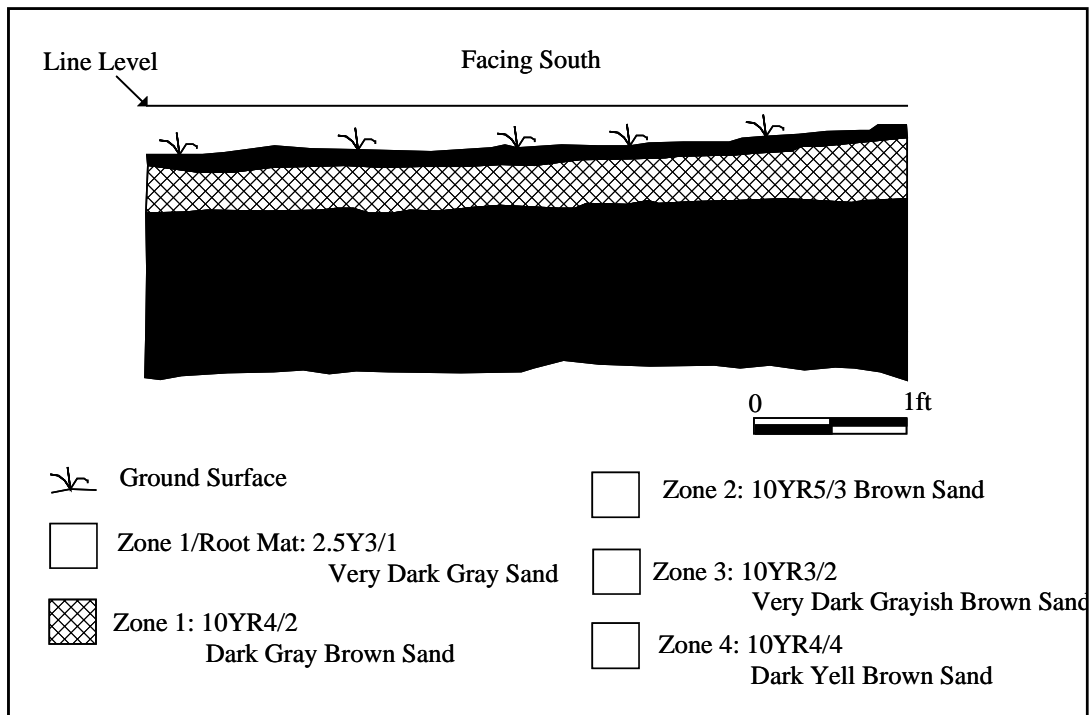 Line Level
Facing South
0 1ft
Ground Surface
Zone 1/Root Mat: 2.5Y3/1
Very Dark Gray Sand
Zone 1: 10YR4/2
Dark Gray Brown Sand
Zone 2: 10YR5/3 Brown Sand
Zone 3: 10YR3/2
Very Dark Grayish Brown Sand
Zone 4: 10YR4/4
Dark Yell Brown Sand